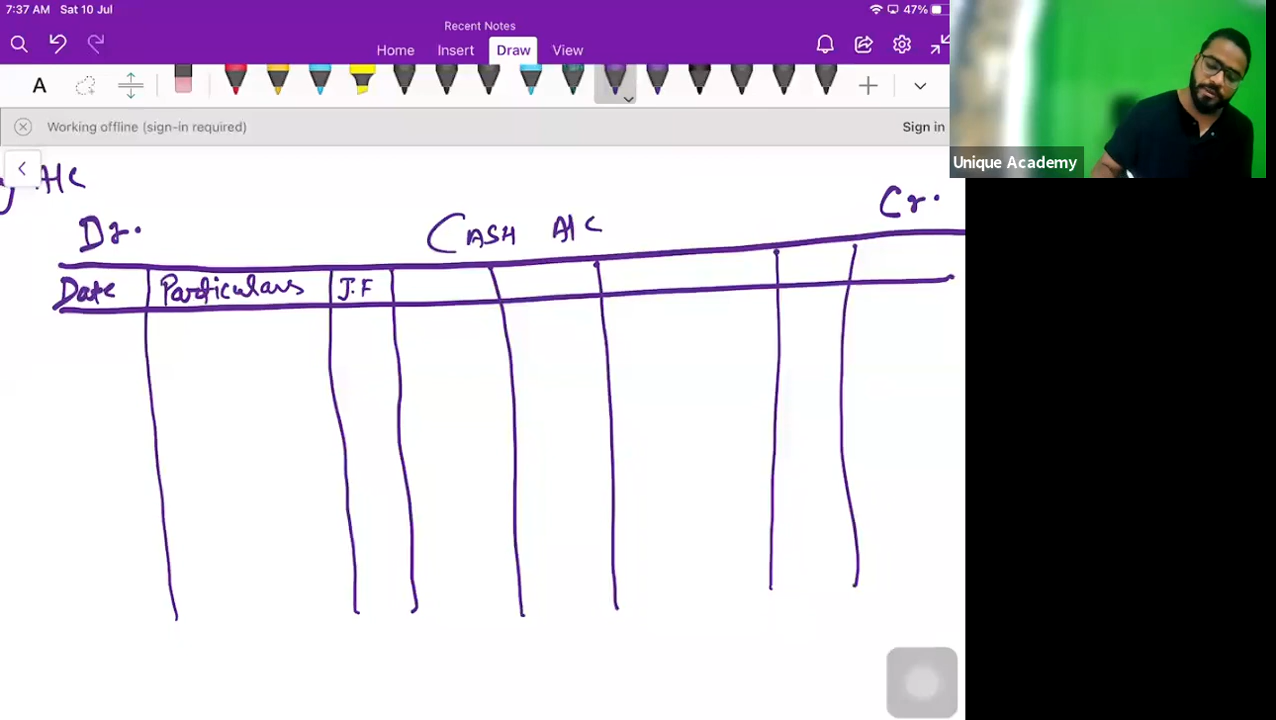 7:37 AM Sat 10 Jul
47%
Recent Notes
Home Insert Draw View
A
Working offline (sign-in required)
Sign in
Unique Academy
A/C
Dr. CASH A/C Cr.
Date Particulars J.F